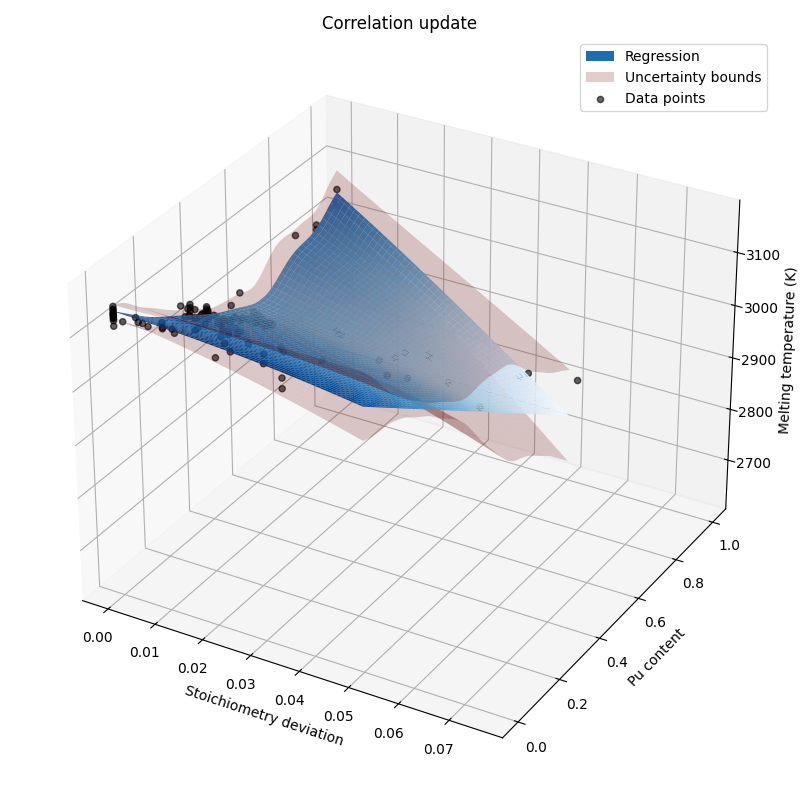 Correlation update
Regression
Uncertainty bounds
Data points
3100
3000
2900
2800
2700
Melting temperature (K)
1.0
0.8
0.6
0.4
0.2
0.0
Pu content
0.00
0.01
0.02
0.03
0.04
0.05
0.06
0.07
Stoichiometry deviation